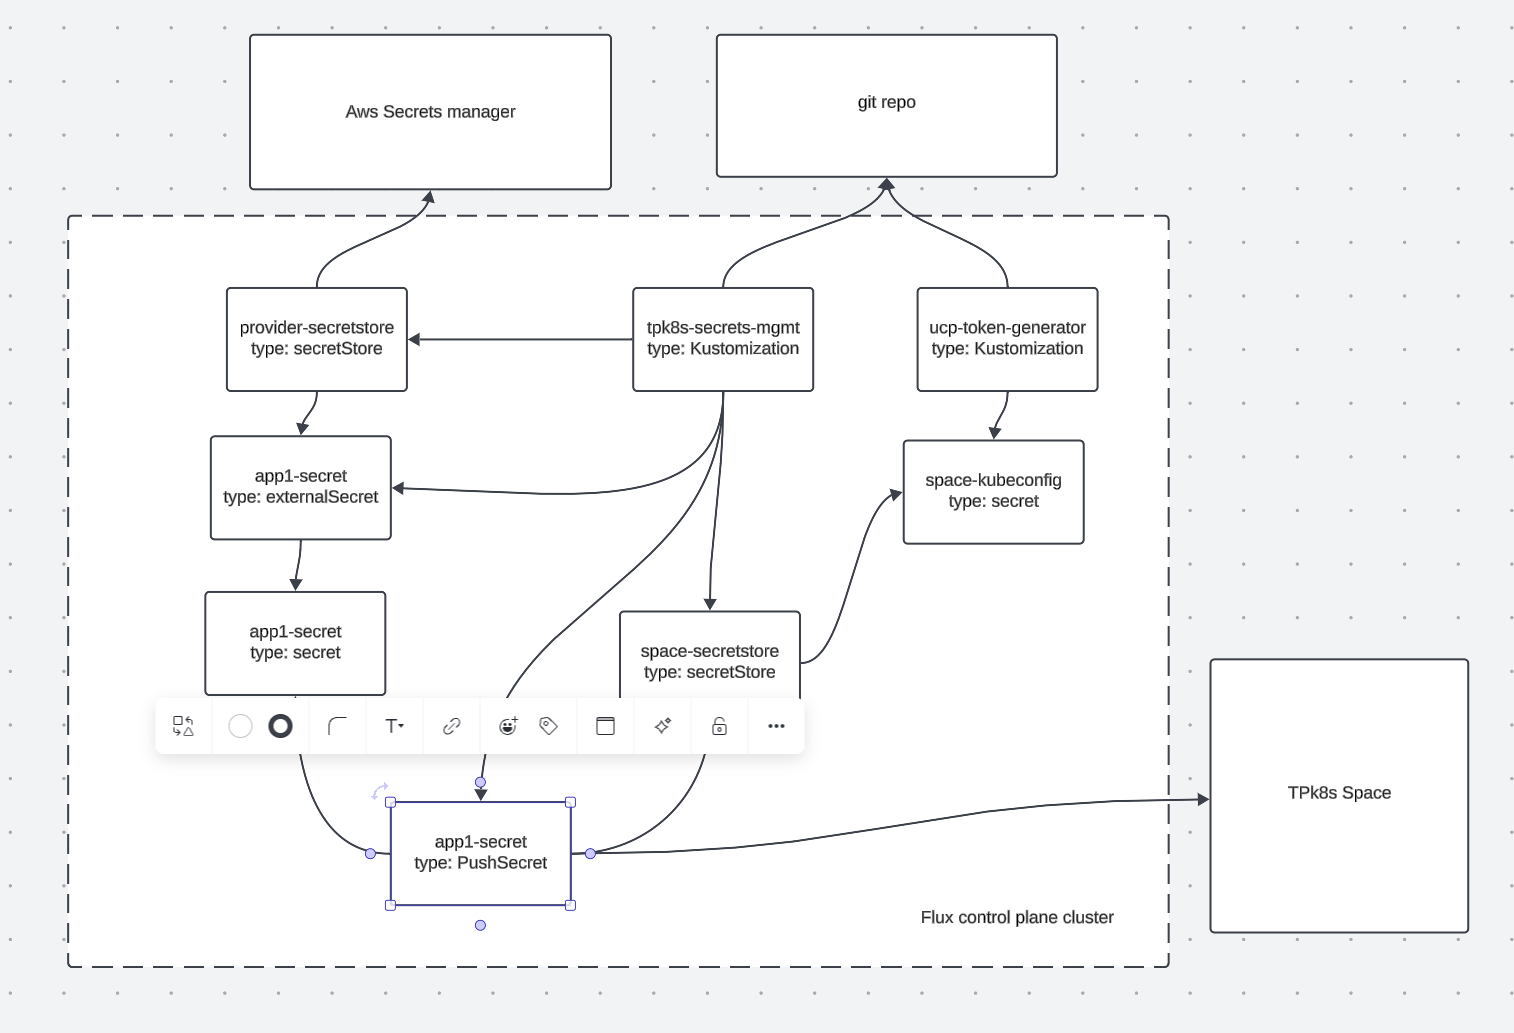 Aws Secrets manager
git repo
provider-secretstore
type: secretStore
tpk8s-secrets-mgmt
type: Kustomization
ucp-token-generator
type: Kustomization
app1-secret
type: externalSecret
space-kubeconfig
type: secret
app1-secret
type: secret
space-secretstore
type: secretStore
T
TPk8s Space
app1-secret
type: PushSecret
Flux control plane cluster